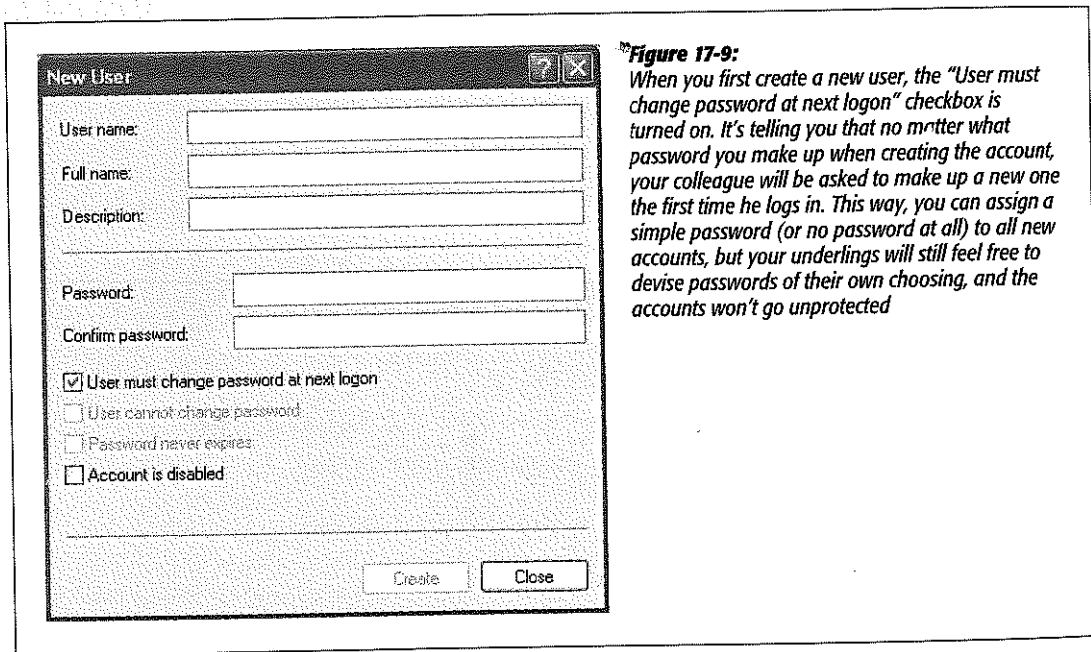 New User
User name:
Full name:
Description:
Password:
Confirm password:
User must change password at next logon
User cannot change password
Password never expires
Account is disabled
Create
Close
Figure 17-9:
When you first create a new user, the “User must
change password at next logon” checkbox is
turned on. It’s telling you that no matter what
password you make up when creating the account,
your colleague will be asked to make up a new one
the first time he logs in. This way, you can assign a
simple password (or no password at all) to all new
accounts, but your underlings will still feel free to
devise passwords of their own choosing, and the
accounts won’t go unprotected